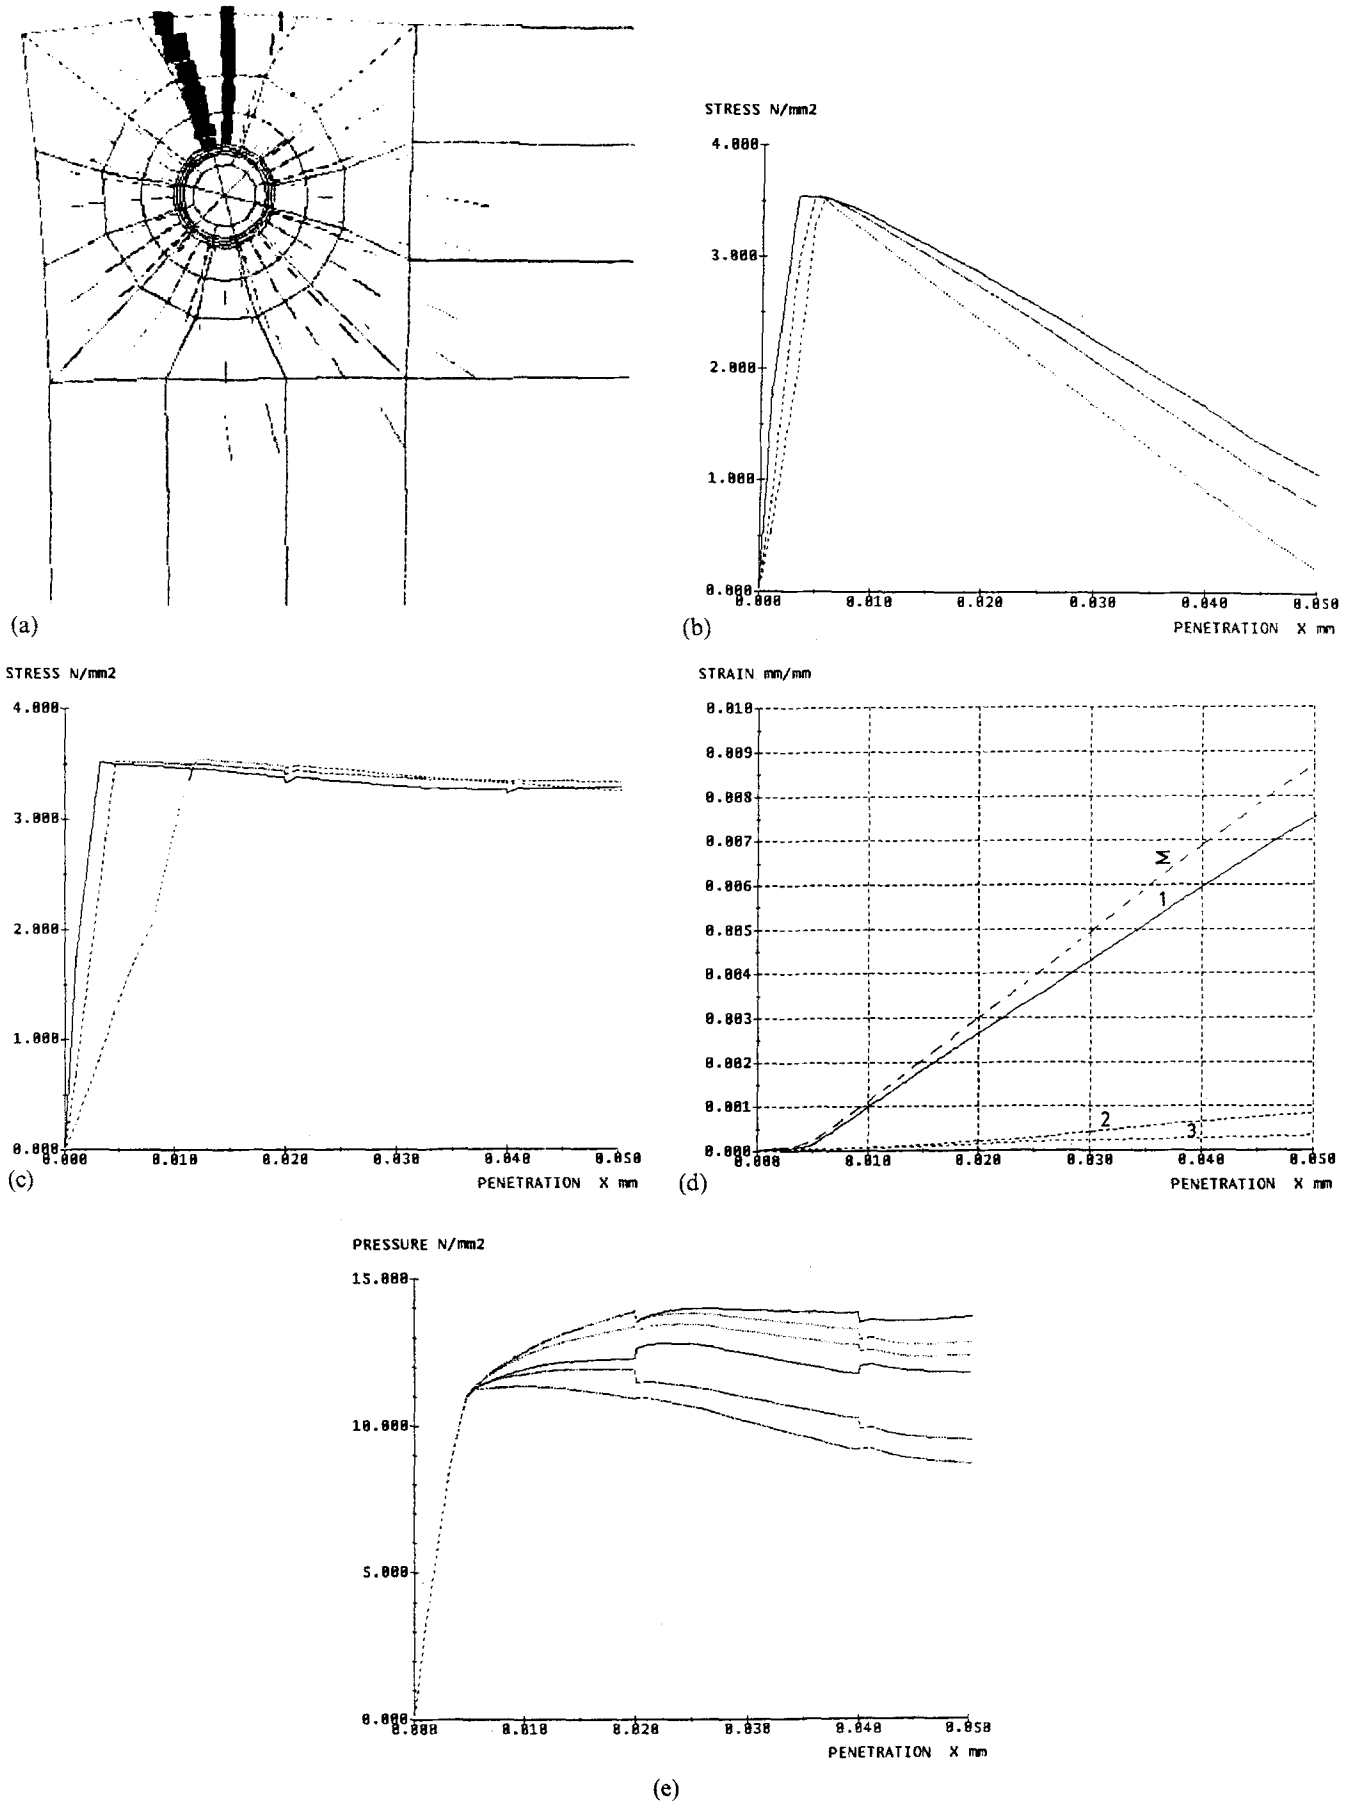 (a)
STRESS N/mm2
4.000
3.000
2.000
1.000
0.000
0.000 0.010 0.020 0.030 0.040 0.050
PENETRATION X mm
(b)
STRESS N/mm2
4.000
3.000
2.000
1.000
0.000
0.000 0.010 0.020 0.030 0.040 0.050
PENETRATION X mm
(c)
STRAIN mm/mm
0.010
0.009
0.008
0.007
0.006
0.005
0.004
0.003
0.002
0.001
0.000
Σ
1
2
3
0.000 0.010 0.020 0.030 0.040 0.050
PENETRATION X mm
(d)
PRESSURE N/mm2
15.000
10.000
5.000
0.000
0.000 0.010 0.020 0.030 0.040 0.050
PENETRATION X mm
(e)